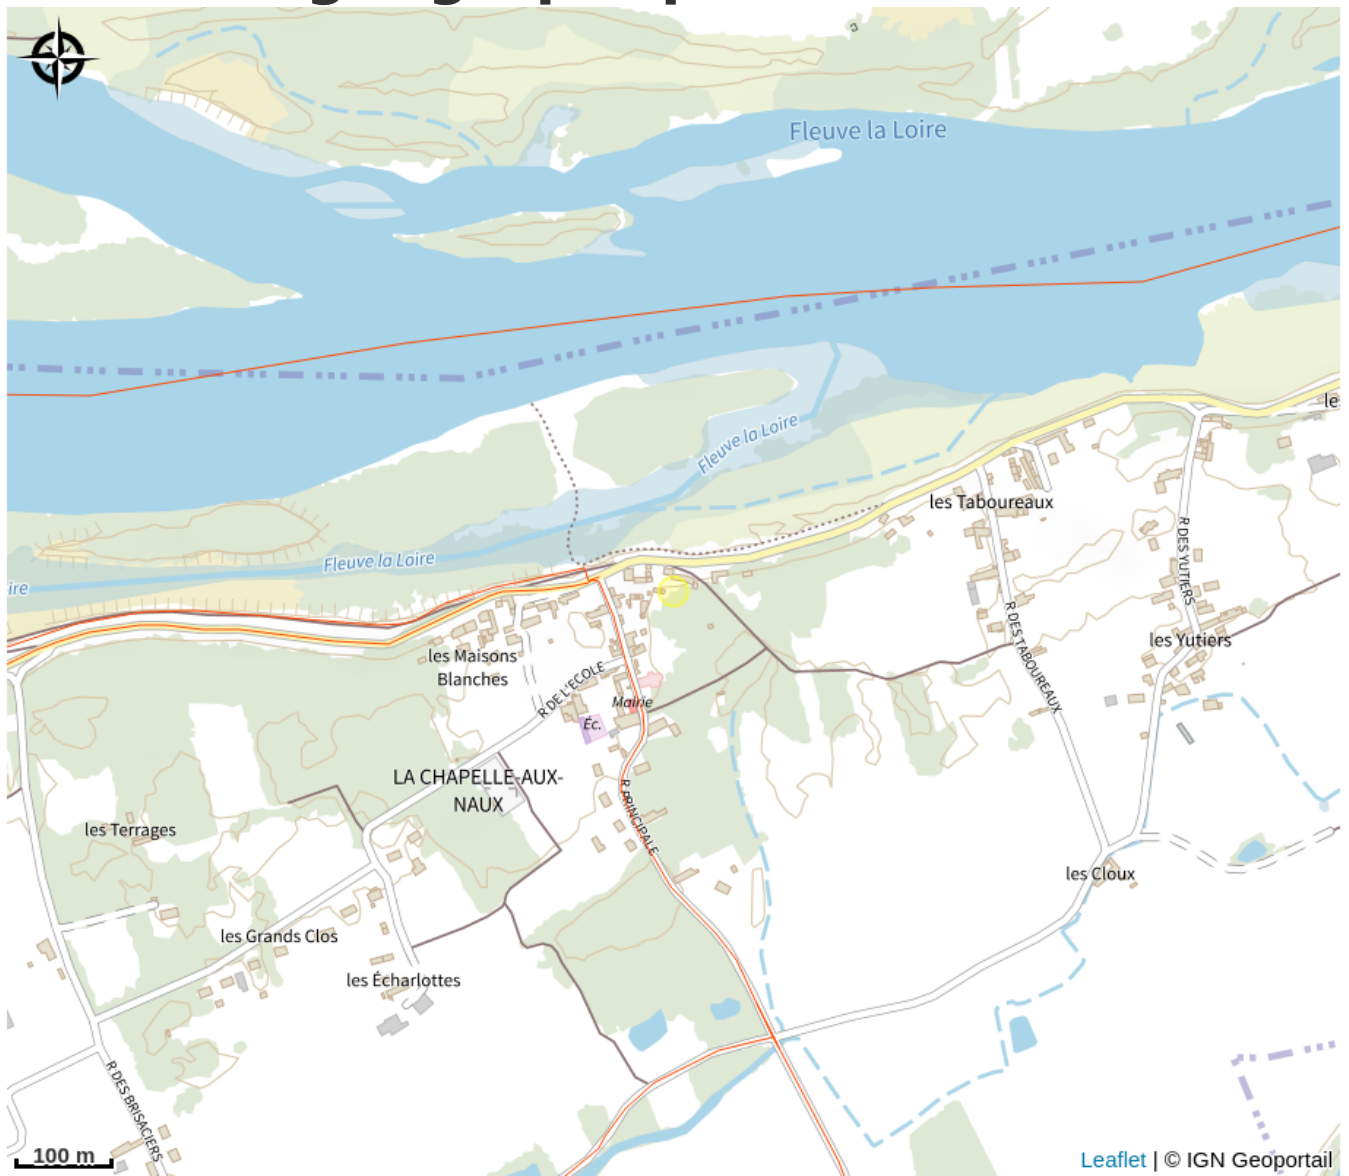 3
Fleuve la Loire
le
Fleuve la Loire
les Taboureaux
R DES YUTIERS
Fleuve la Loire
ire
R DES TABOUREAUX
les Yutiers
les Maisons
Blanches
R DE L'ECOLE
Mairie
Éc.
LA CHAPELLE-AUX-
NAUX
R PRINCIPALE
les Terrages
les Cloux
les Grands Clos
les Écharlottes
R DES BRISACIERS
100 m
Leaflet | © IGN Geoportail